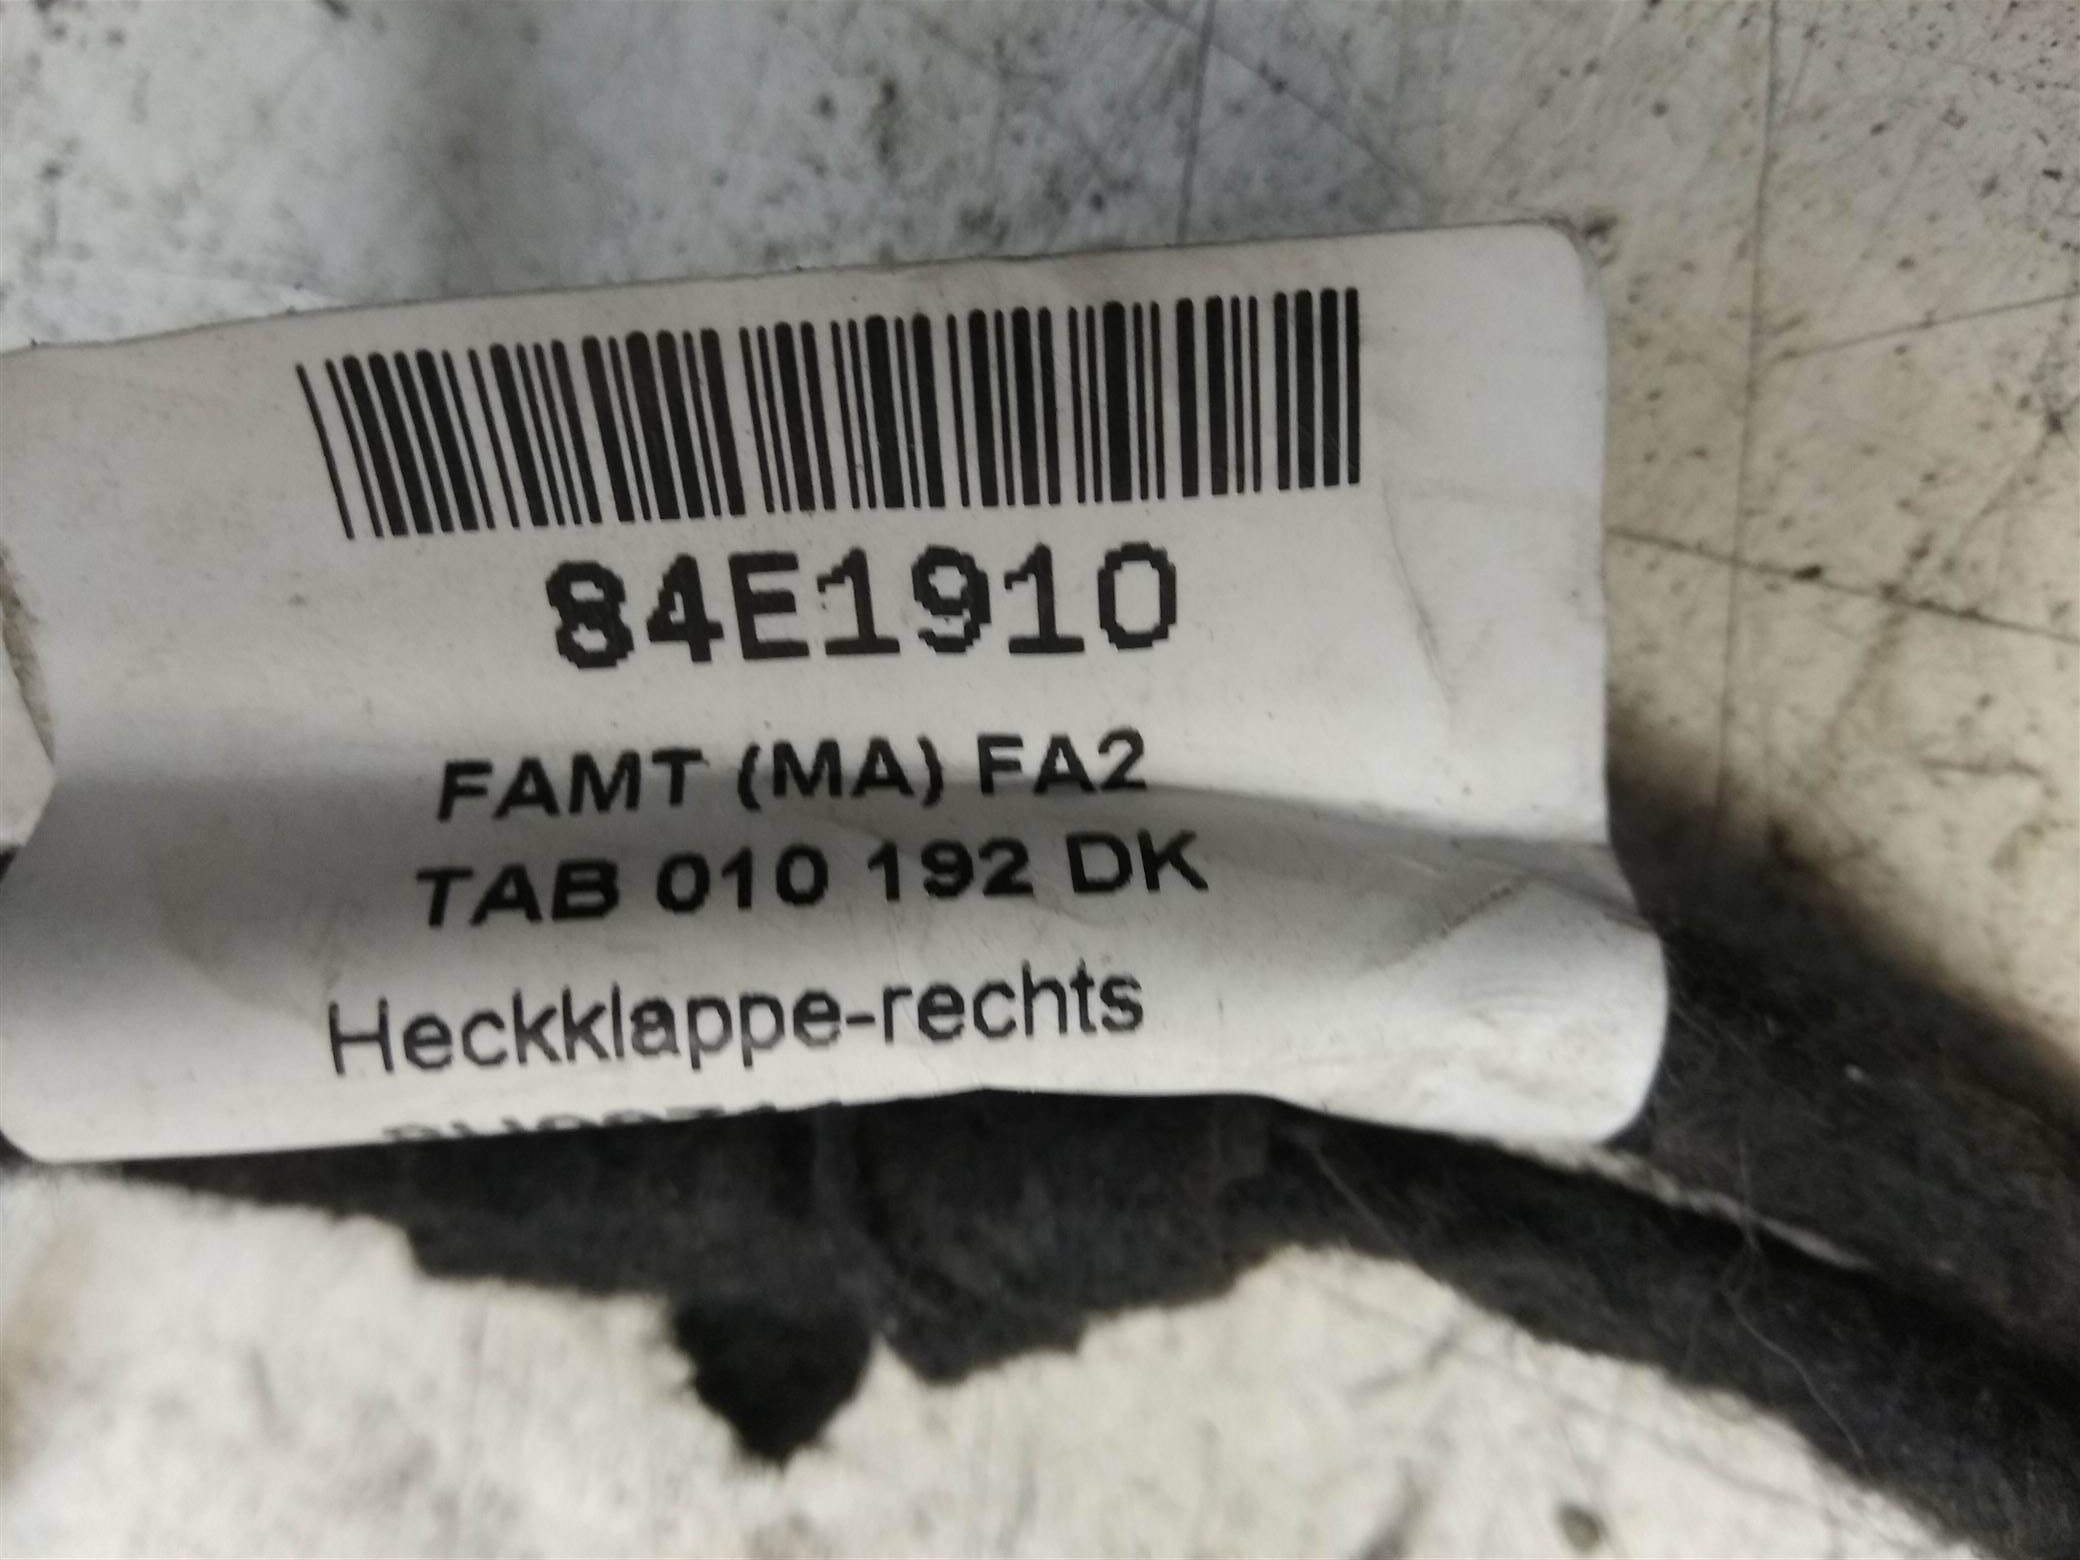 84E1910
FAMT (MA) FA2
TAB 010 192 DK
Heckklappe-rechts